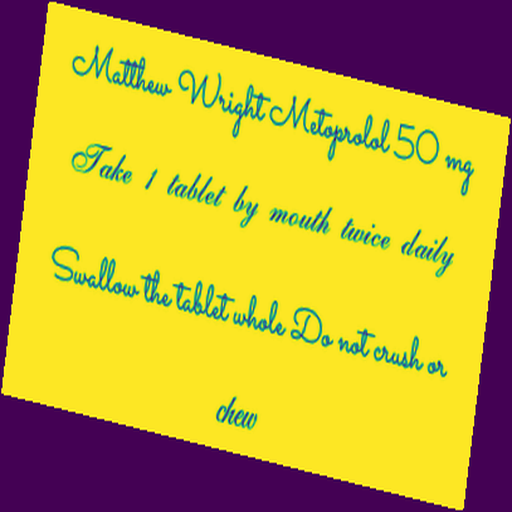 Matthew Wright Metoprolol 50 mg
Take 1 tablet by mouth twice daily
Swallow the tablet whole Do not crush or
chew